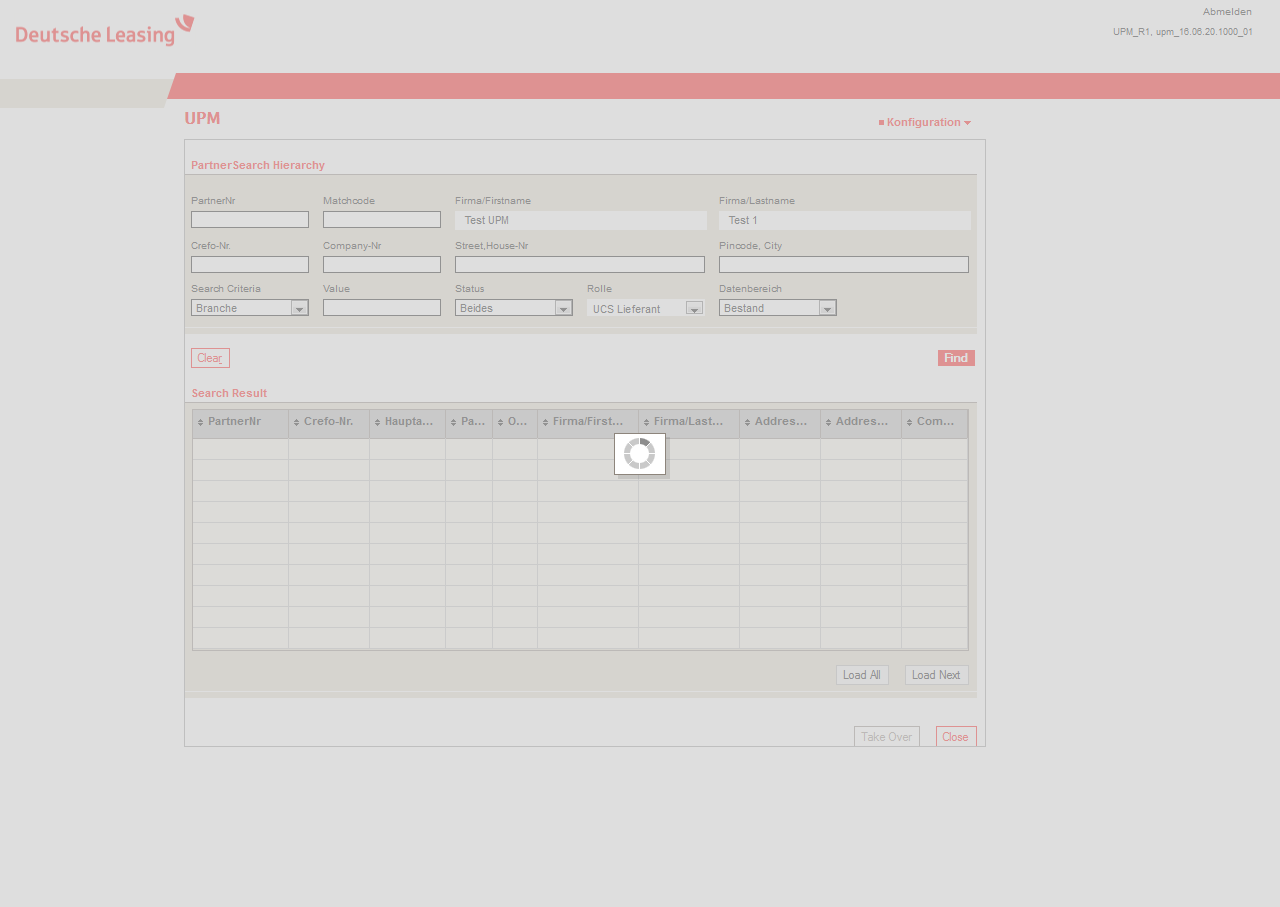 Deutsche Leasing
Abmelden
UPM_R1, upm_16.06.20.1000_01
UPM
Konfiguration
PartnerSearch Hierarchy
PartnerNr Matchcode Firma/Firstname Firma/Lastname
Test UPM Test 1
Crefo-Nr. Company-Nr Street,House-Nr Pincode, City
Search Criteria Value Status Rolle Datenbereich
Branche Beides UCS Lieferant Bestand
Clear Find
Search Result
PartnerNr Crefo-Nr. Haupta... Pa... O... Firma/First... Firma/Last... Addres... Addres... Com...
Load All Load Next
Take Over Close